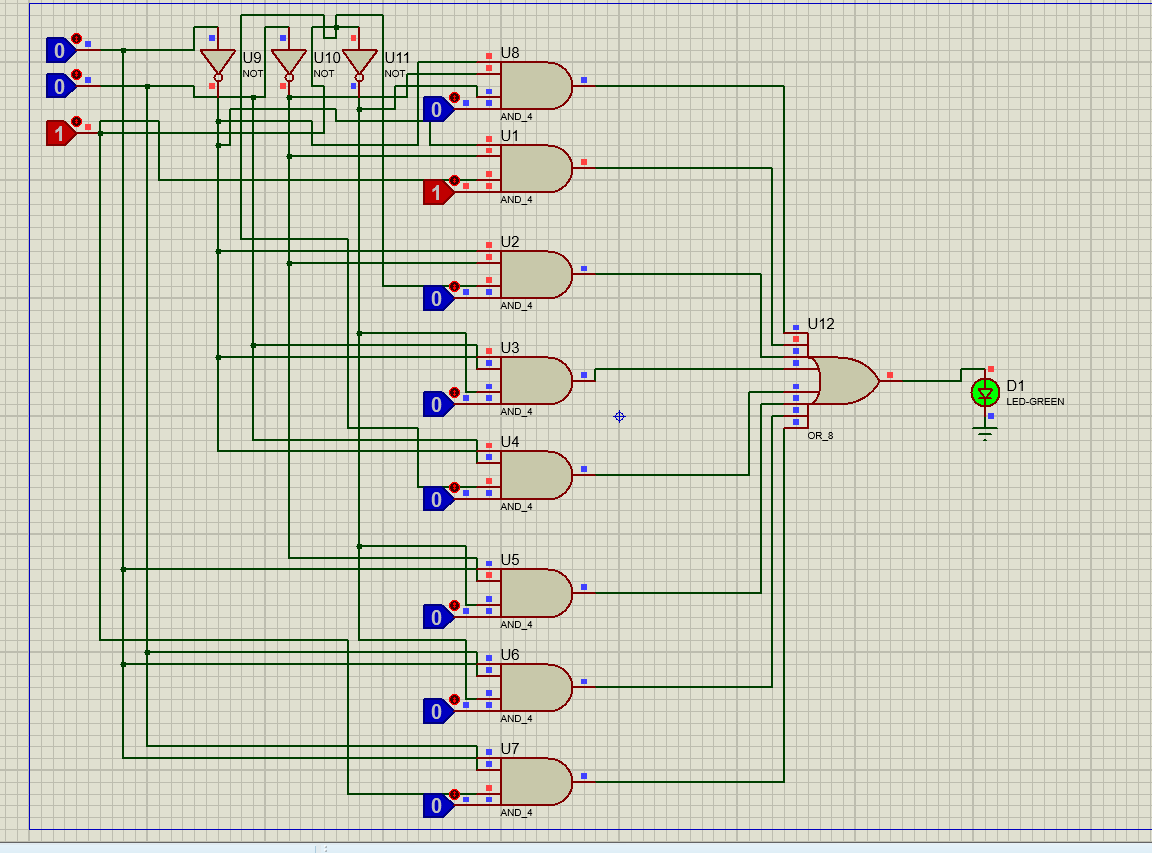 0
0
1
U9
NOT
U10
NOT
U11
NOT
U8
0
AND_4
U1
1
AND_4
U2
0
AND_4
U12
OR_8
U3
0
AND_4
D1
LED-GREEN
U4
0
AND_4
U5
0
AND_4
U6
0
AND_4
U7
0
AND_4